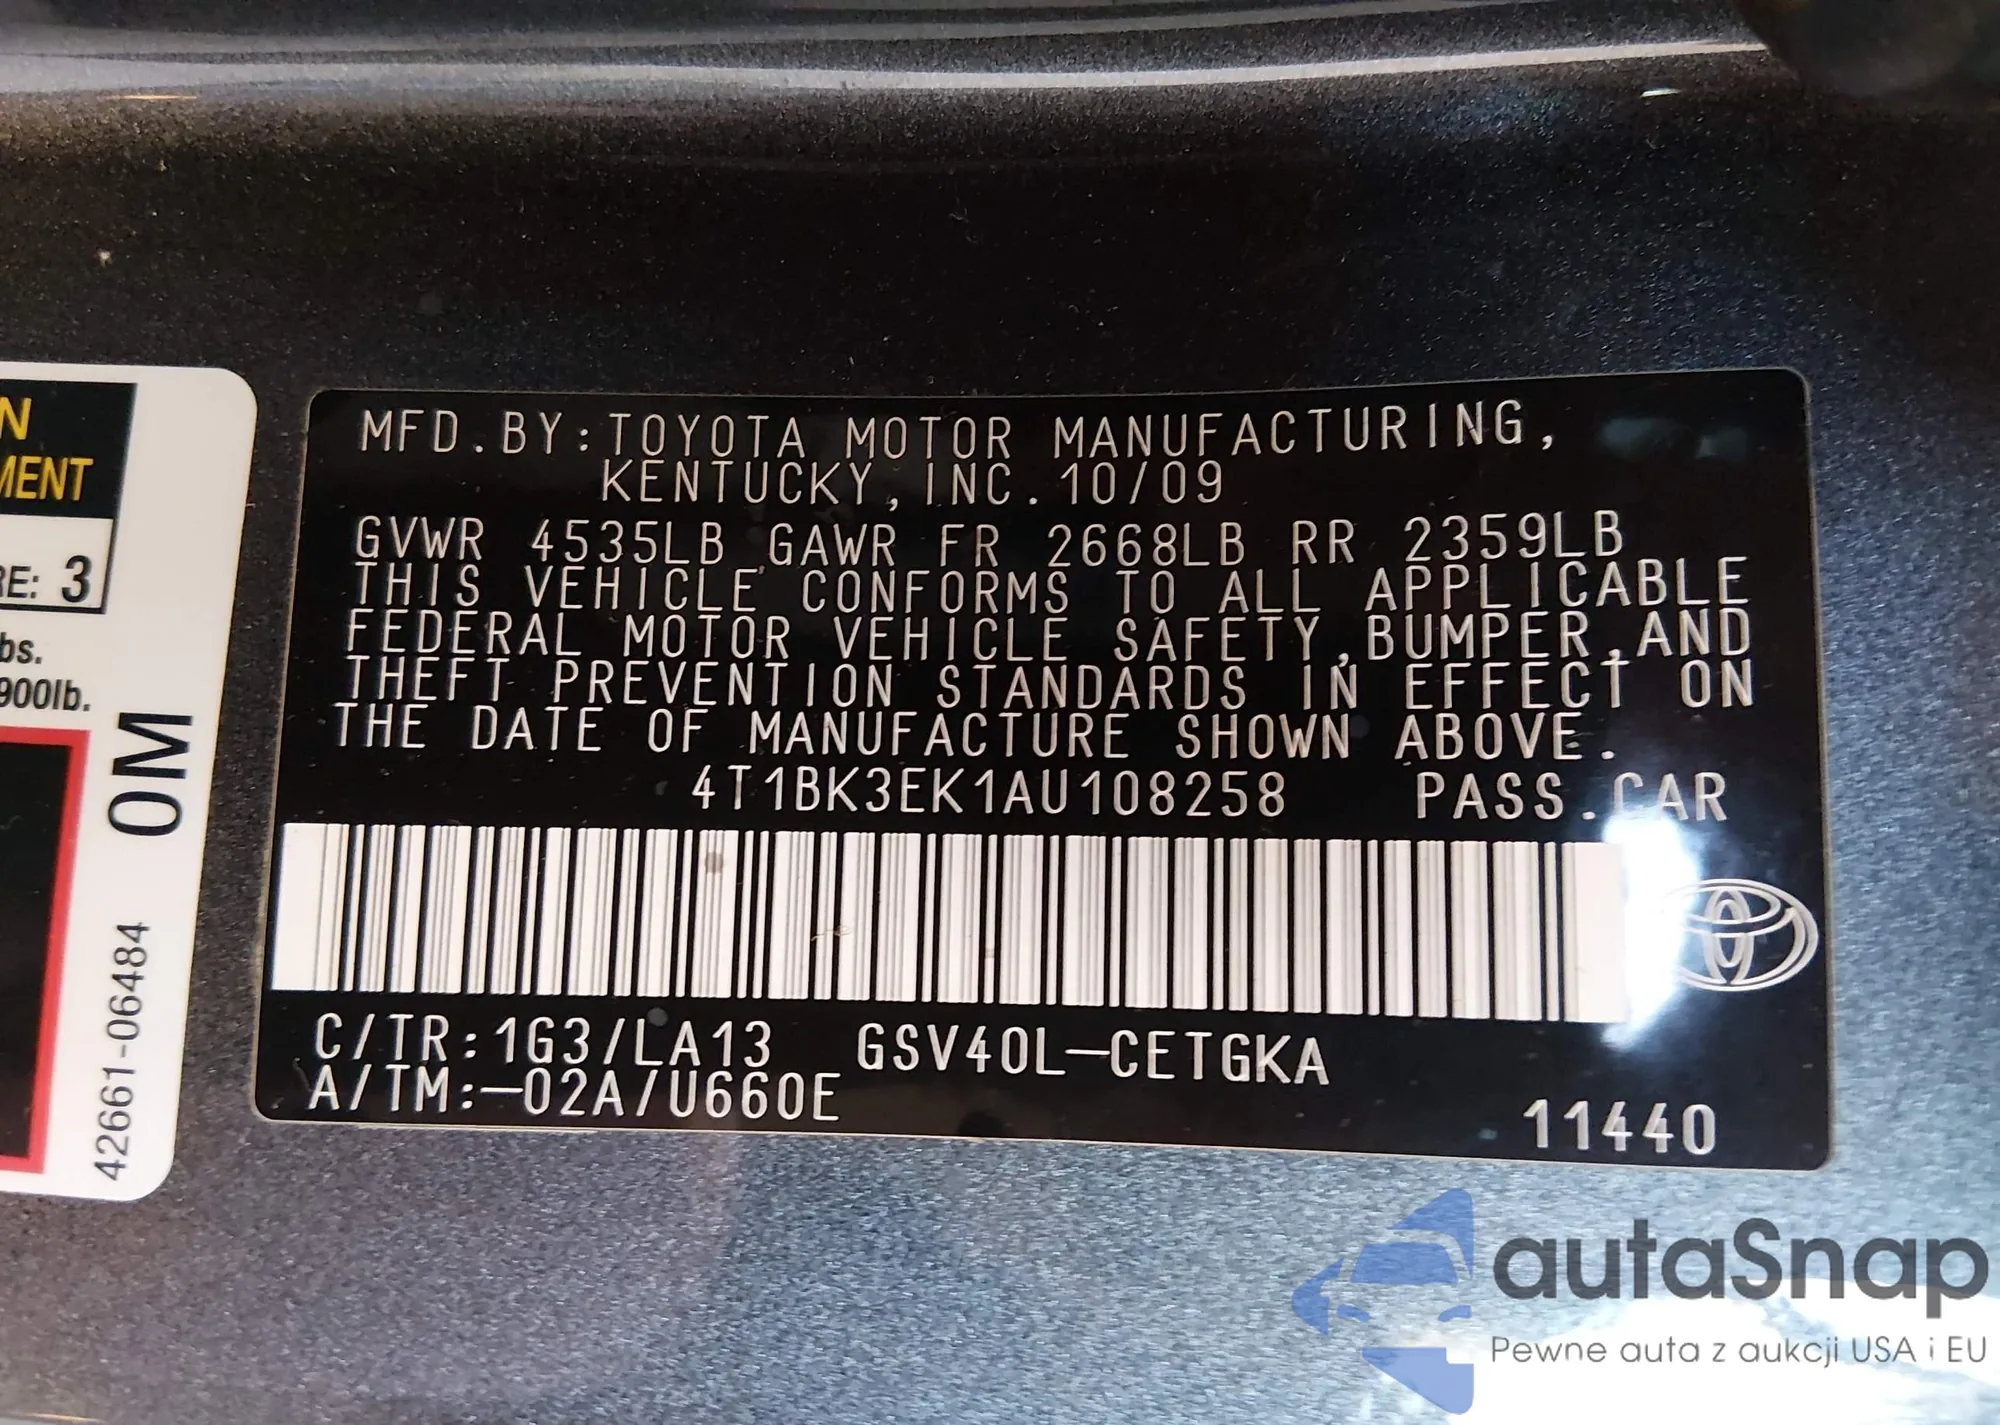 N
MENT
RE: 3
bs.
900lb.
0M
42661-06484
MFD.BY:TOYOTA MOTOR MANUFACTURING,
KENTUCKY,INC.10/09
GVWR 4535LB GAWR FR 2668LB RR 2359LB
THIS VEHICLE CONFORMS TO ALL APPLICABLE
FEDERAL MOTOR VEHICLE SAFETY,BUMPER,AND
THEFT PREVENTION STANDARDS IN EFFECT ON
THE DATE OF MANUFACTURE SHOWN ABOVE.
4T1BK3EK1AU108258 PASS.CAR
C/TR:1G3/LA13 GSV40L-CETGKA
A/TM:-02A/U660E
11440
autaSnap
Pewne auta z aukcji USA i EU